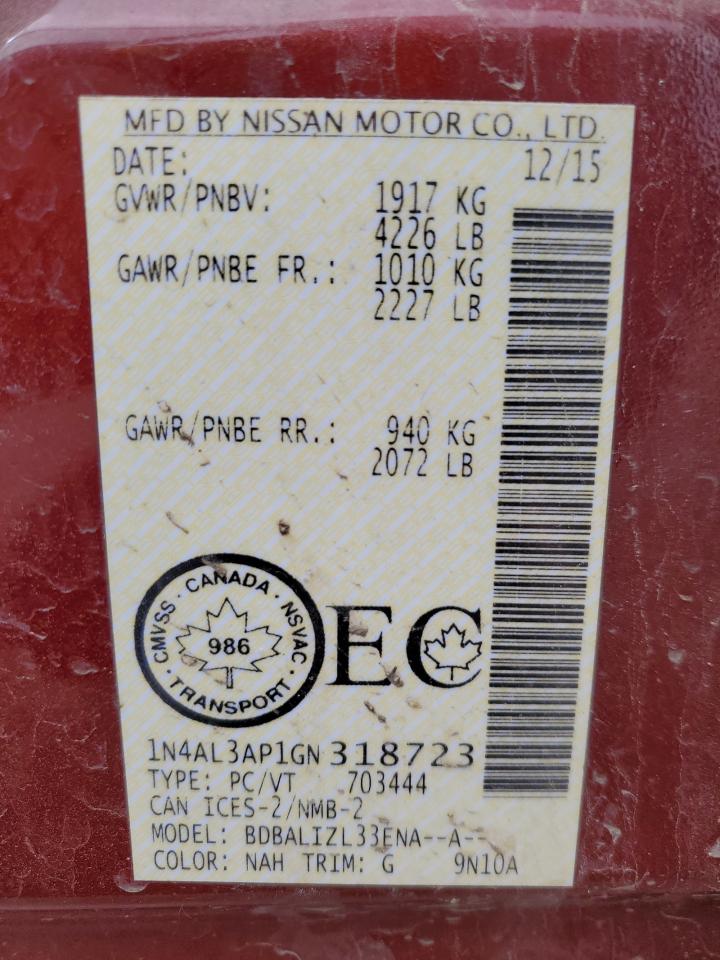 MFD BY NISSAN MOTOR CO., LTD.
DATE: 12/15
GVWR/PNBV: 1917 KG
4226 LB
GAWR/PNBE FR.: 1010 KG
2227 LB
GAWR/PNBE RR.: 940 KG
2072 LB
CMVSS · CANADA · NSVAC · TRANSPORT ·
986
EC
1N4AL3AP1GN318723
TYPE: PC/VT 703444
CAN ICES-2/NMB-2
MODEL: BDBALIZL33ENA--A--
COLOR: NAH TRIM: G 9N10A